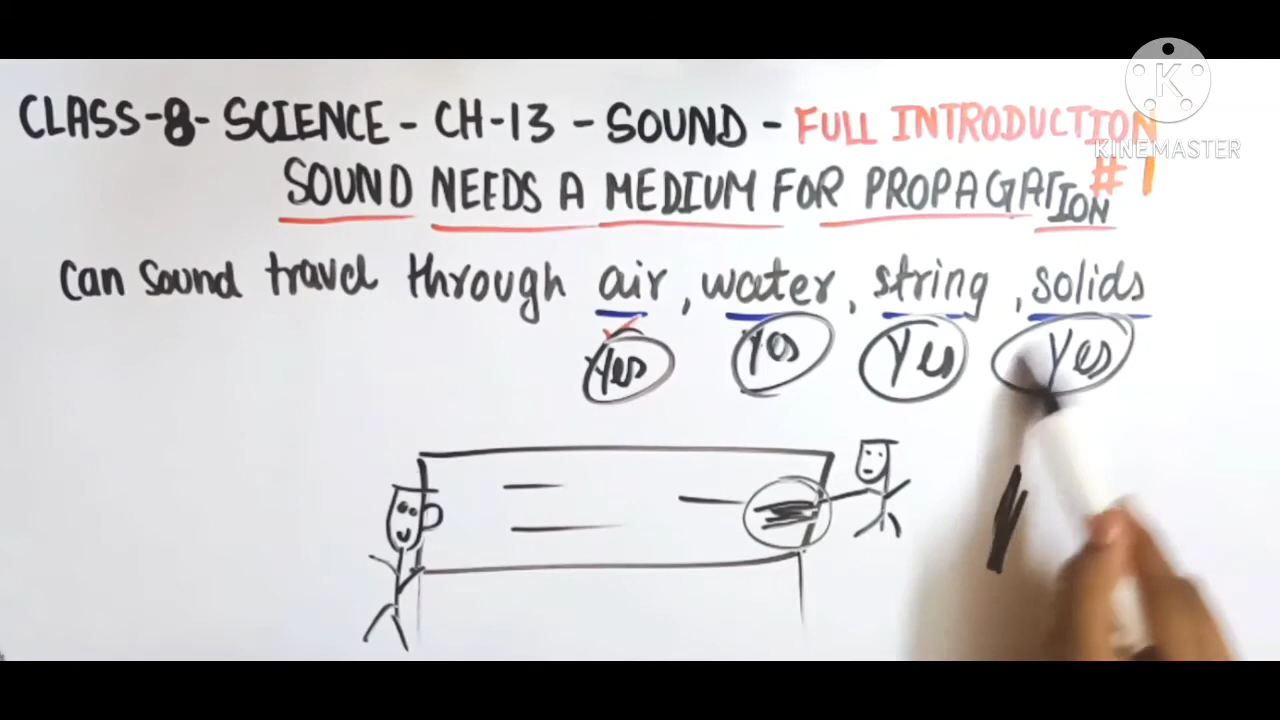 CLASS-8-SCIENCE - CH-13 - SOUND - FULL INTRODUCTION
#1
SOUND NEEDS A MEDIUM FOR PROPAGATION
Can sound travel through air, water, string, solids
Yes Yes Yes Yes
K
KINEMASTER